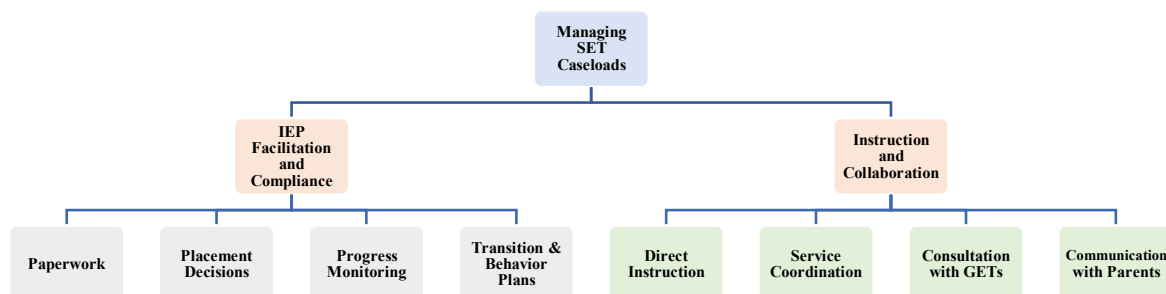 Managing
SET
Caseloads
IEP
Facilitation
and
Compliance
Instruction
and
Collaboration
Paperwork
Placement
Decisions
Progress
Monitoring
Transition &
Behavior
Plans
Direct
Instruction
Service
Coordination
Consultation
with GETs
Communication
with Parents